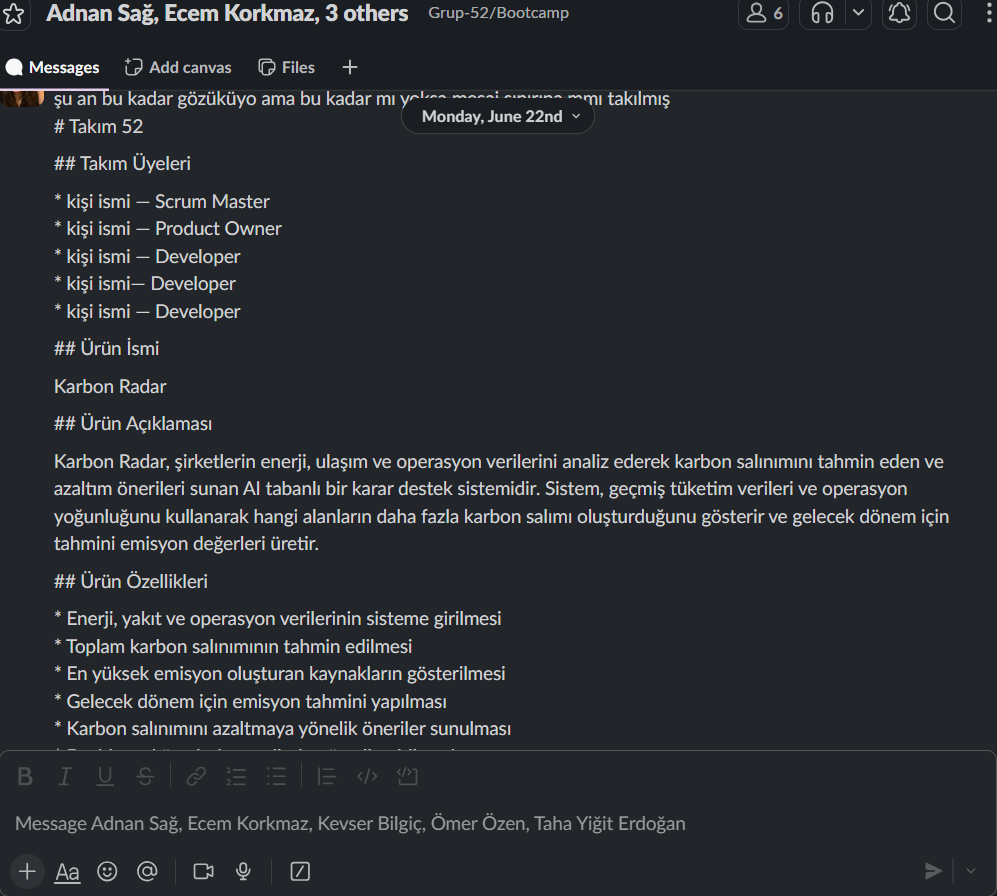 Adnan Sağ, Ecem Korkmaz, 3 others Grup-52/Bootcamp 6
Messages Add canvas Files
şu an bu kadar gözüküyo ama bu kadar mı yoksa mesaj sınırına mmı takılmış
Monday, June 22nd
# Takım 52
## Takım Üyeleri
* kişi ismi — Scrum Master
* kişi ismi — Product Owner
* kişi ismi — Developer
* kişi ismi— Developer
* kişi ismi — Developer
## Ürün İsmi
Karbon Radar
## Ürün Açıklaması
Karbon Radar, şirketlerin enerji, ulaşım ve operasyon verilerini analiz ederek karbon salınımını tahmin eden ve
azaltım önerileri sunan AI tabanlı bir karar destek sistemidir. Sistem, geçmiş tüketim verileri ve operasyon
yoğunluğunu kullanarak hangi alanların daha fazla karbon salımı oluşturduğunu gösterir ve gelecek dönem için
tahmini emisyon değerleri üretir.
## Ürün Özellikleri
* Enerji, yakıt ve operasyon verilerinin sisteme girilmesi
* Toplam karbon salınımının tahmin edilmesi
* En yüksek emisyon oluşturan kaynakların gösterilmesi
* Gelecek dönem için emisyon tahmini yapılması
* Karbon salınımını azaltmaya yönelik öneriler sunulması
B I U S
Message Adnan Sağ, Ecem Korkmaz, Kevser Bilgiç, Ömer Özen, Taha Yiğit Erdoğan
Aa